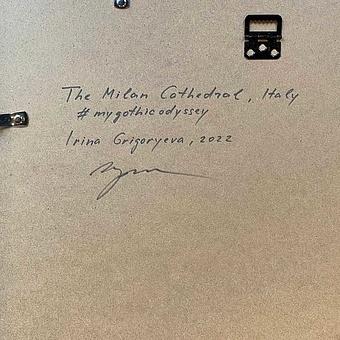 The Milan Cathedral, Italy
#mygothicodyssey
Irina Grigoryeva, 2022